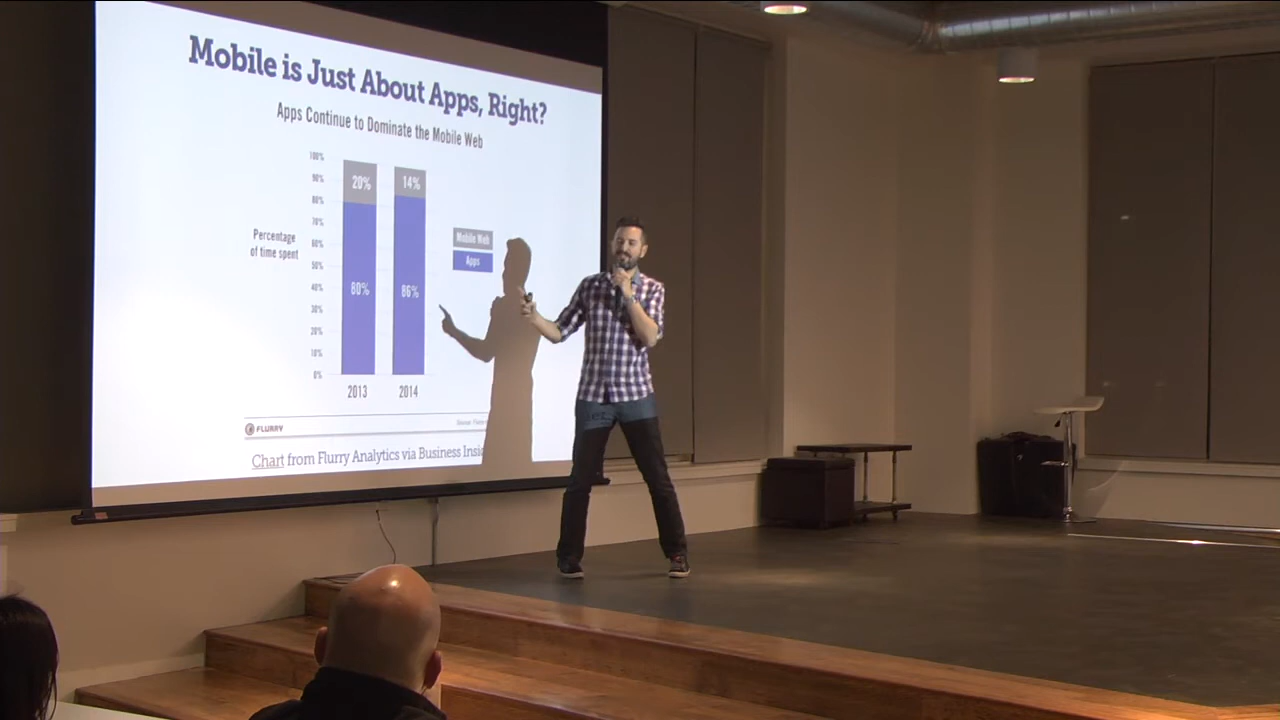 Mobile is Just About Apps, Right?
Apps Continue to Dominate the Mobile Web
100%
90%
80%
70%
60%
50%
40%
30%
20%
10%
0%
Percentage
of time spent
20%
14%
80%
86%
Mobile Web
Apps
2013
2014
FLURRY
Chart from Flurry Analytics via Business